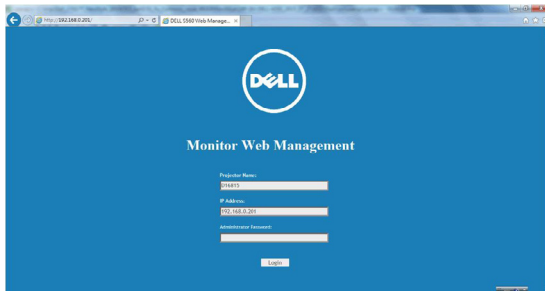 http://192.168.0.201/
DELL S560 Web Manage...
DELL
Monitor Web Management
Projector Name:
IP Address:
192.168.0.201
Administrator Password:
Login